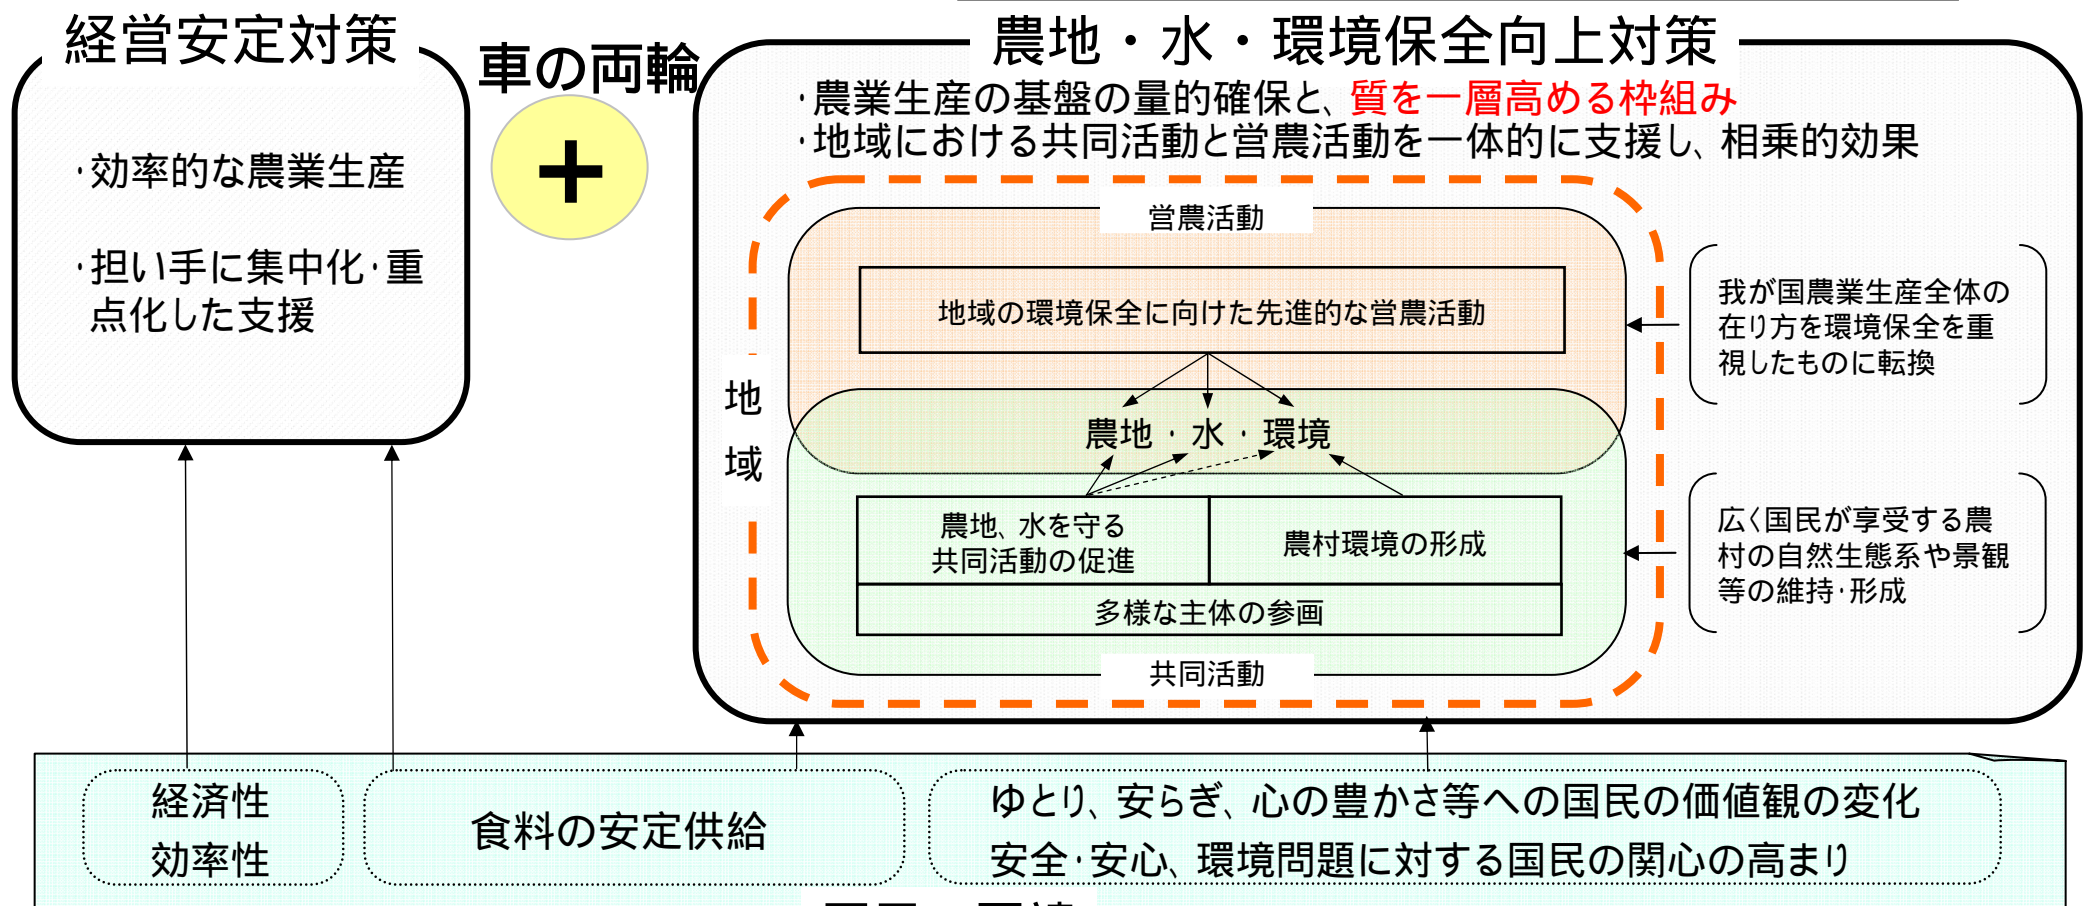 経営安定対策
・効率的な農業生産
・担い手に集中化・重
点化した支援
車の両輪
+
農地・水・環境保全向上対策
・農業生産の基盤の量的確保と、質を一層高める枠組み
・地域における共同活動と営農活動を一体的に支援し、相乗的効果
地域
営農活動
地域の環境保全に向けた先進的な営農活動
農地・水・環境
農地、水を守る
共同活動の促進
農村環境の形成
多様な主体の参画
共同活動
我が国農業生産全体の
在り方を環境保全を重
視したものに転換
広く国民が享受する農
村の自然生態系や景観
等の維持・形成
経済性
効率性
食料の安定供給
ゆとり、安らぎ、心の豊かさ等への国民の価値観の変化
安全・安心、環境問題に対する国民の関心の高まり